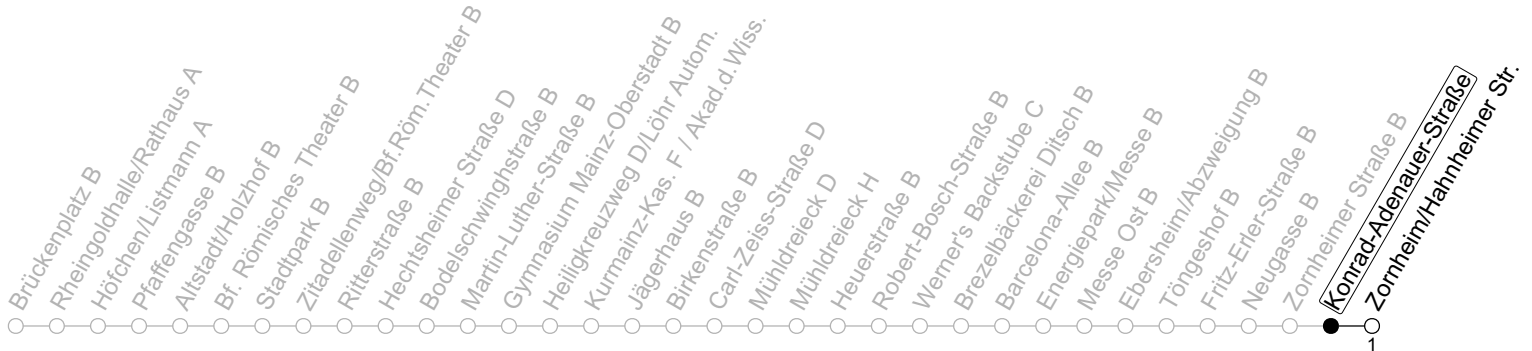 Brückenplatz B
Rheingoldhalle/Rathaus A
Höfchen/Listmann A
Pfaffengasse B
Altstadt/Holzhof B
Bf. Römisches Theater B
Stadtpark B
Zitadellenweg/Bf.Röm.Theater B
Ritterstraße B
Hechtsheimer Straße D
Bodelschwinghstraße B
Martin-Luther-Straße B
Gymnasium Mainz-Oberstadt B
Heiligkreuzweg D/Löhr Autom.
Kurmainz-Kas. F / Akad.d.Wiss.
Jägerhaus B
Birkenstraße B
Carl-Zeiss-Straße D
Mühldreieck D
Mühldreieck H
Heuerstraße B
Robert-Bosch-Straße B
Werner's Backstube C
Brezelbäckerei Ditsch B
Barcelona-Allee B
Energiepark/Messe B
Messe Ost B
Ebersheim/Abzweigung B
Töngeshof B
Fritz-Erler-Straße B
Neugasse B
Zornheimer Straße B
Konrad-Adenauer-Straße
Zornheim/Hahnheimer Str.
1